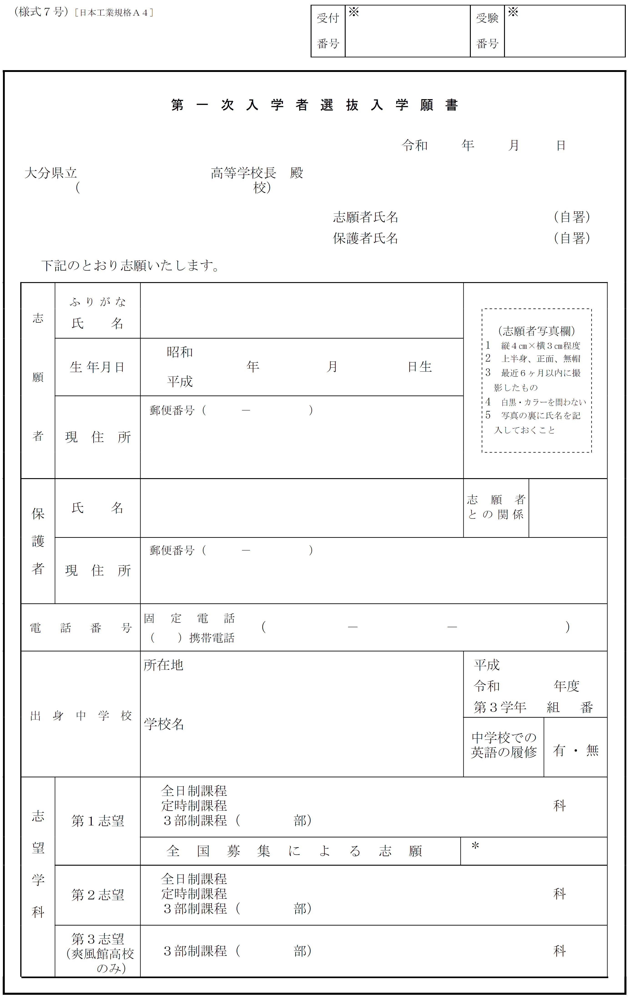 （様式７号）［日本工業規格Ａ４］
受付
番号
※
受験
番号
※
第一次入学者選抜入学願書
令和　　年　　月　　日
大分県立　　　　　　　　　　高等学校長　殿
（　　　　　　　　　　　　　校）
志願者氏名　　　　　　　　　　　（自署）
保護者氏名　　　　　　　　　　　（自署）
下記のとおり志願いたします。
志願者
ふりがな
氏　　名
生年月日
昭和
平成
年　　　　　月　　　　　日生
現　住　所
郵便番号（　　　－　　　　　）
（志願者写真欄）
１　縦４㎝×横３㎝程度
２　上半身、正面、無帽
３　最近６ヶ月以内に撮
影したもの
４　白黒・カラーを問わない
５　写真の裏に氏名を記
入しておくこと
保護者
氏　　名
志　願　者
との関係
現　住　所
郵便番号（　　　－　　　　　）
電　話　番　号
固　定　電　話
（　　）携帯電話
（　　　　　　－　　　　　　　－　　　　　　　　）
出身中学校
所在地
学校名
平成
令和　　　　年度
第３学年　　組　　番
中学校での
英語の履修
有・無
志望学科
第１志望
全日制課程
定時制課程
３部制課程（　　　　部）
科
全国募集による志願
＊
第２志望
全日制課程
定時制課程
３部制課程（　　　　部）
科
第３志望
（爽風館高校
のみ）
３部制課程（　　　　部）
科